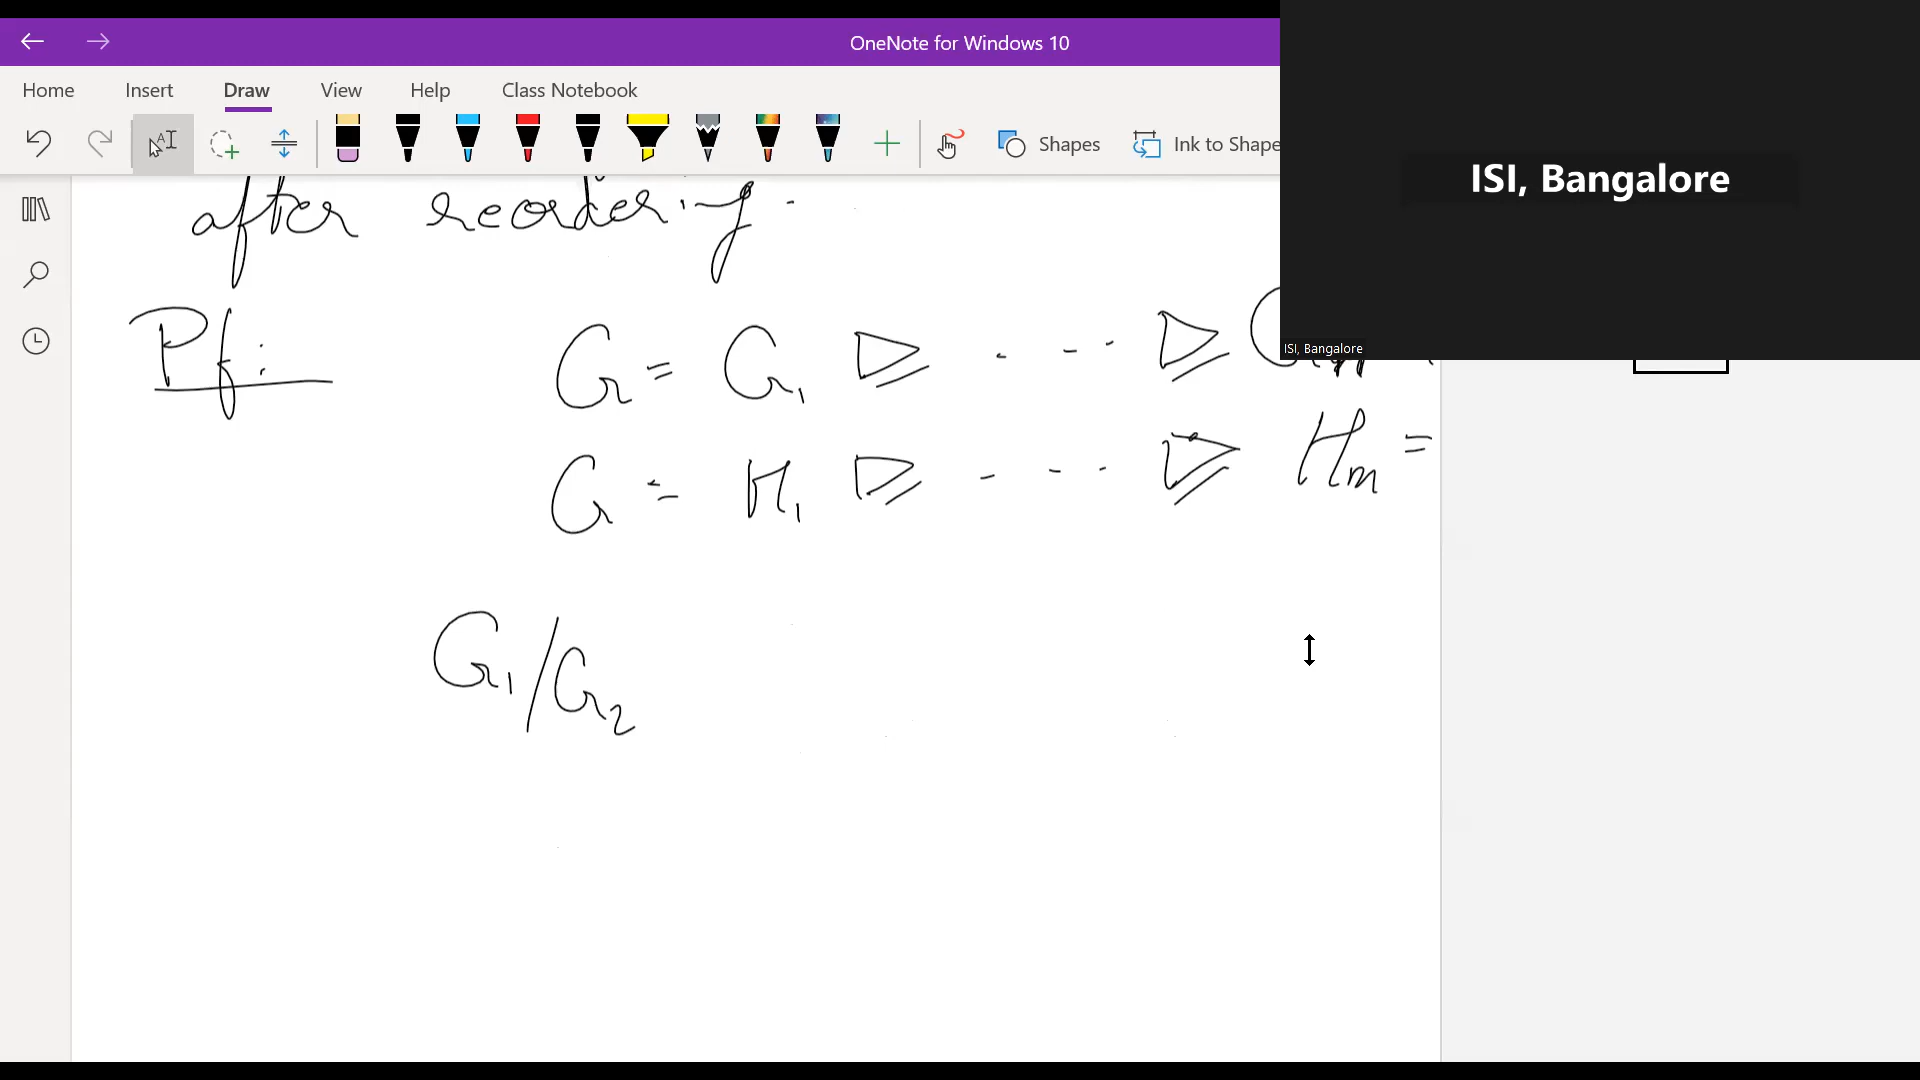 OneNote for Windows 10
Home Insert Draw View Help Class Notebook
Shapes Ink to Shape
ISI, Bangalore
ISI, Bangalore
after reordering.
Pf: G = G₁ ⊵ - - - ⊵
G = H₁ ⊵ - - - ⊵ Hm =
G₁/G₂